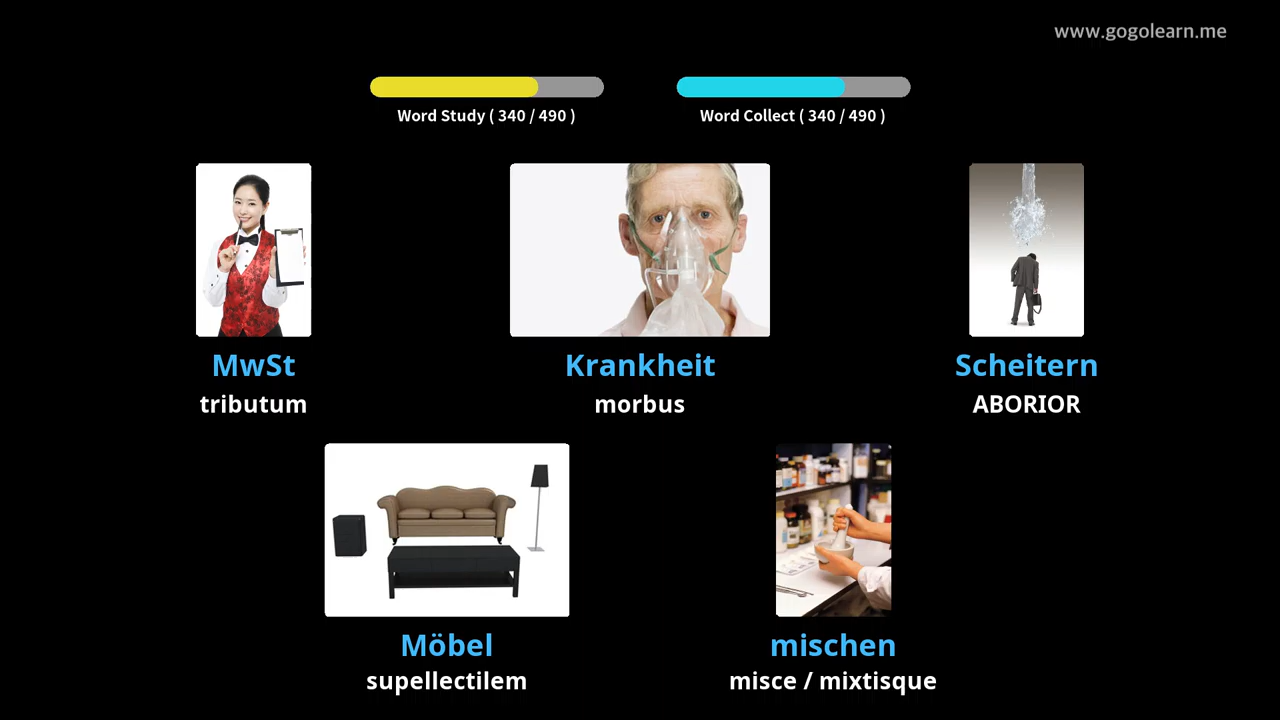 www.gogolearn.me
Word Study ( 340 / 490 )
Word Collect ( 340 / 490 )
MwSt
tributum
Krankheit
morbus
Scheitern
ABORIOR
Möbel
supellectilem
mischen
misce / mixtisque